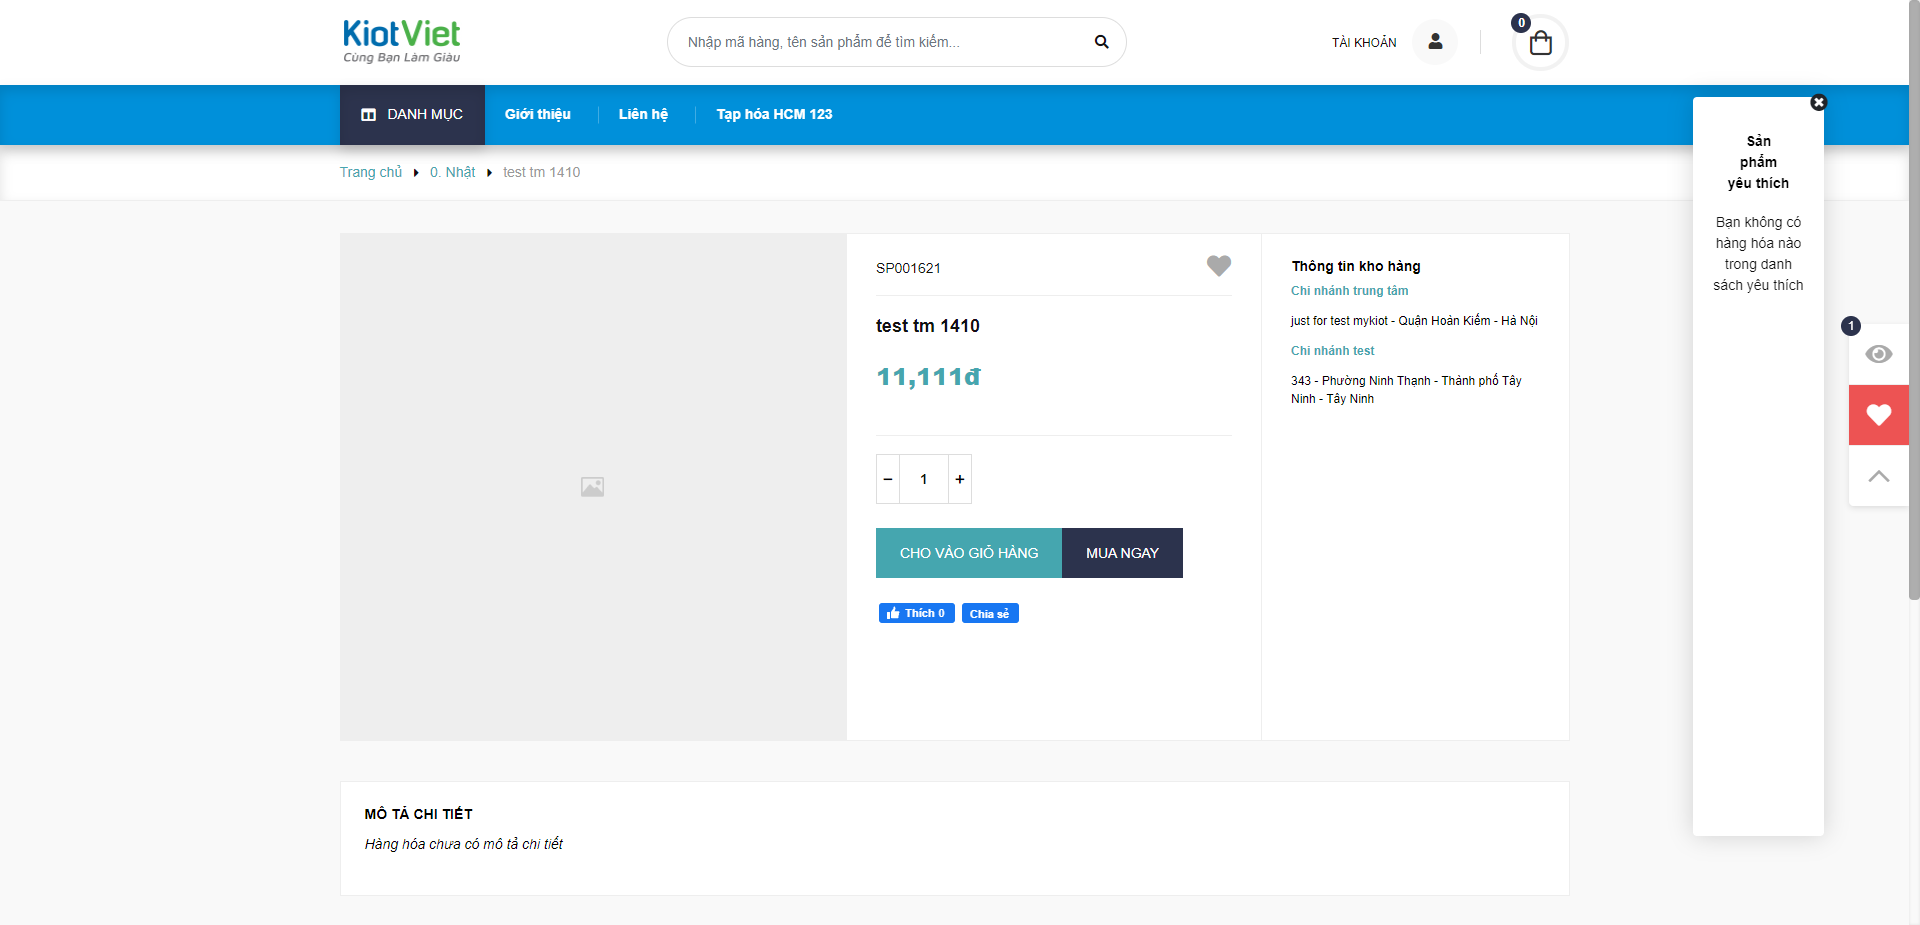 KiotViet
Cùng Bạn Làm Giàu
Nhập mã hàng, tên sản phẩm để tìm kiếm...
TÀI KHOẢN
0
DANH MỤC
Giới thiệu
Liên hệ
Tạp hóa HCM 123
Trang chủ
0. Nhật
test tm 1410
SP001621
test tm 1410
11,111đ
1
CHO VÀO GIỎ HÀNG
MUA NGAY
Thích 0
Chia sẻ
Thông tin kho hàng
Chi nhánh trung tâm
just for test mykiot - Quận Hoàn Kiếm - Hà Nội
Chi nhánh test
343 - Phường Ninh Thạnh - Thành phố Tây
Ninh - Tây Ninh
Sản
phẩm
yêu thích
Bạn không có
hàng hóa nào
trong danh
sách yêu thích
1
MÔ TẢ CHI TIẾT
Hàng hóa chưa có mô tả chi tiết